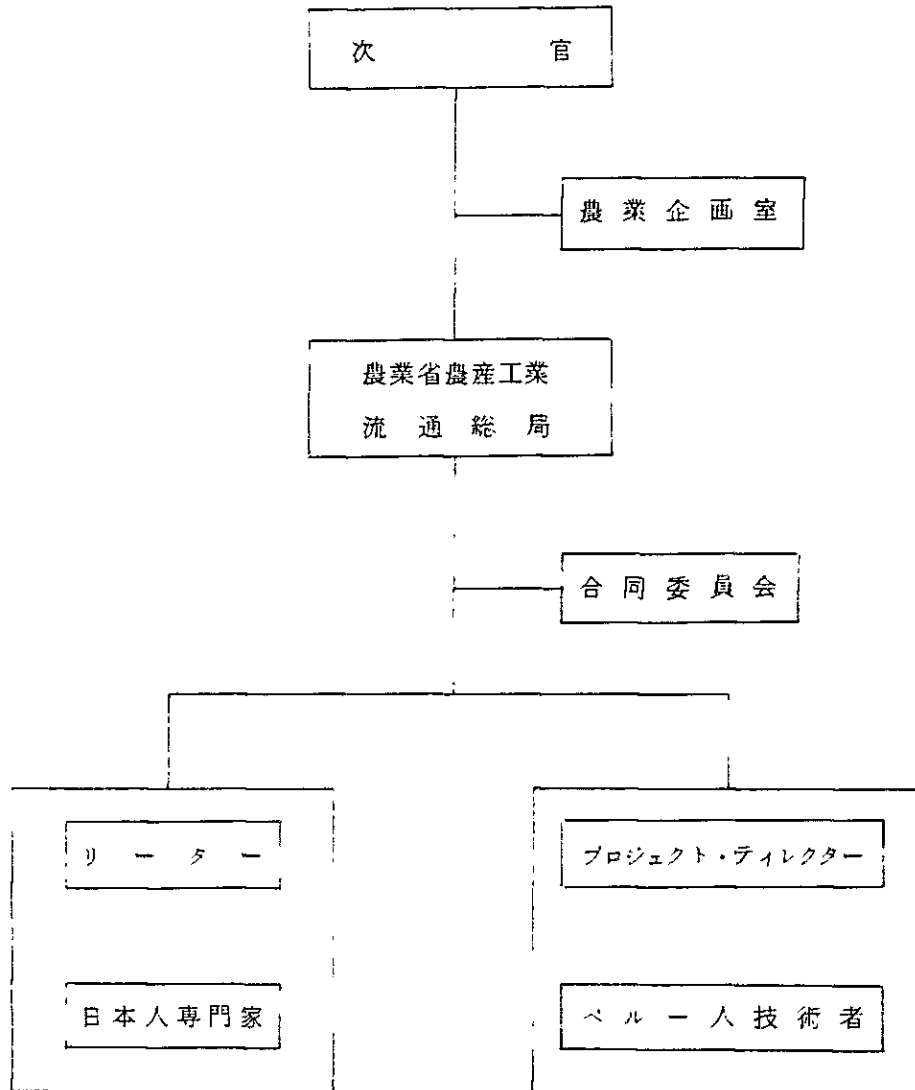 次官
農業企画室
農業省農産工業
流通総局
合同委員会
リーター
プロジェクト・ティレクター
日本人専門家
ペルー人技術者